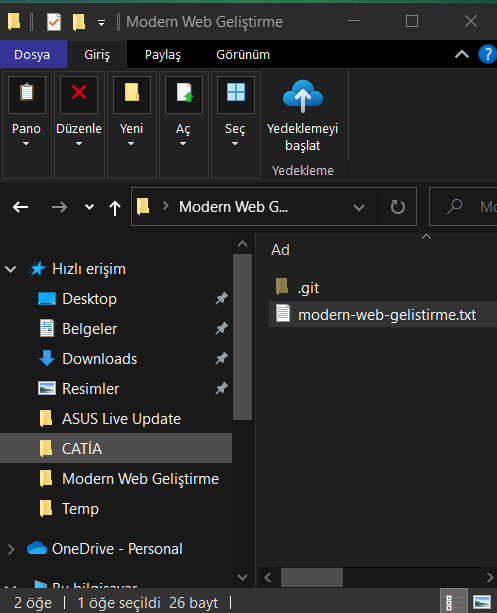 Modern Web Geliştirme
Dosya
Giriş
Paylaş
Görünüm
?
Pano
Düzenle
Yeni
Aç
Seç
Yedeklemeyi
başlat
Yedekleme
Modern Web G...
Mo
Ad
Hızlı erişim
Desktop
Belgeler
Downloads
Resimler
ASUS Live Update
CATİA
Modern Web Geliştirme
Temp
OneDrive - Personal
Bu bilgisayar
.git
modern-web-gelistirme.txt
2 öğe
1 öğe seçildi 26 bayt